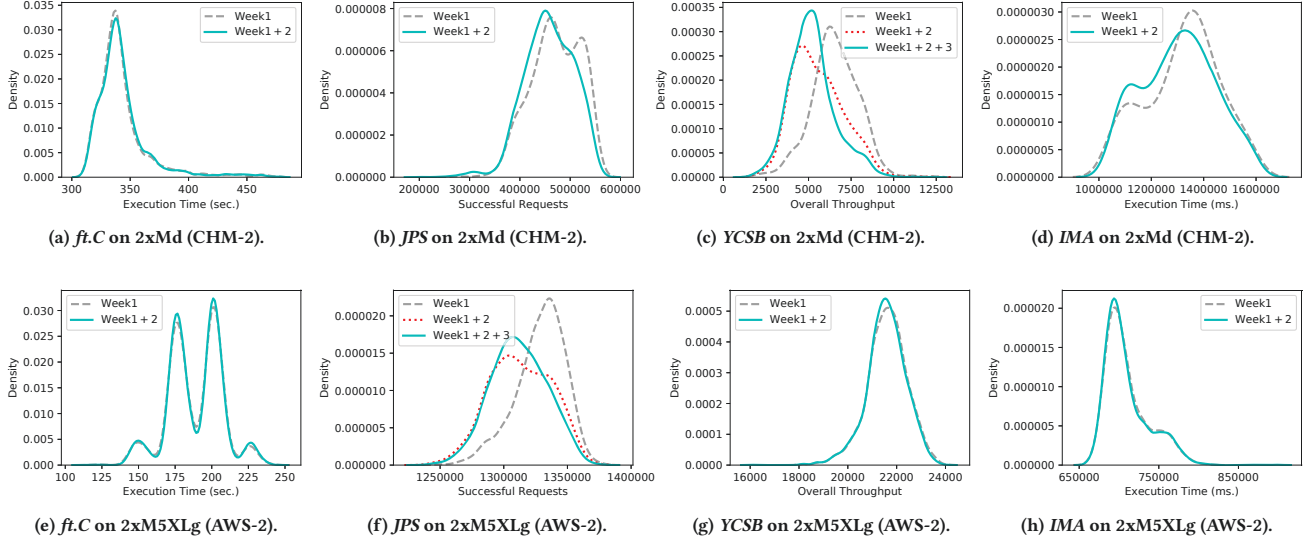 0.035
0.030
0.025
0.020
0.015
0.010
0.005
0.000
Density
Week1
Week1 + 2
300 350 400 450
Execution Time (sec.)
(a) ft.C on 2xMd (CHM-2).
0.000008
0.000006
0.000004
0.000002
0.000000
Density
Week1
Week1 + 2
200000 300000 400000 500000 600000
Successful Requests
(b) JPS on 2xMd (CHM-2).
0.00035
0.00030
0.00025
0.00020
0.00015
0.00010
0.00005
0.00000
Density
Week1
Week1 + 2
Week1 + 2 + 3
0 2500 5000 7500 10000 12500
Overall Throughput
(c) YCSB on 2xMd (CHM-2).
0.0000030
0.0000025
0.0000020
0.0000015
0.0000010
0.0000005
0.0000000
Density
Week1
Week1 + 2
1000000 1200000 1400000 1600000
Execution Time (ms.)
(d) IMA on 2xMd (CHM-2).
0.030
0.025
0.020
0.015
0.010
0.005
0.000
Density
Week1
Week1 + 2
100 125 150 175 200 225 250
Execution Time (sec.)
(e) ft.C on 2xM5XLg (AWS-2).
0.000020
0.000015
0.000010
0.000005
0.000000
Density
Week1
Week1 + 2
Week1 + 2 + 3
1250000 1300000 1350000 1400000
Successful Requests
(f) JPS on 2xM5XLg (AWS-2).
0.0005
0.0004
0.0003
0.0002
0.0001
0.0000
Density
Week1
Week1 + 2
16000 18000 20000 22000 24000
Overall Throughput
(g) YCSB on 2xM5XLg (AWS-2).
0.000020
0.000015
0.000010
0.000005
0.000000
Density
Week1
Week1 + 2
650000 750000 850000
Execution Time (ms.)
(h) IMA on 2xM5XLg (AWS-2).